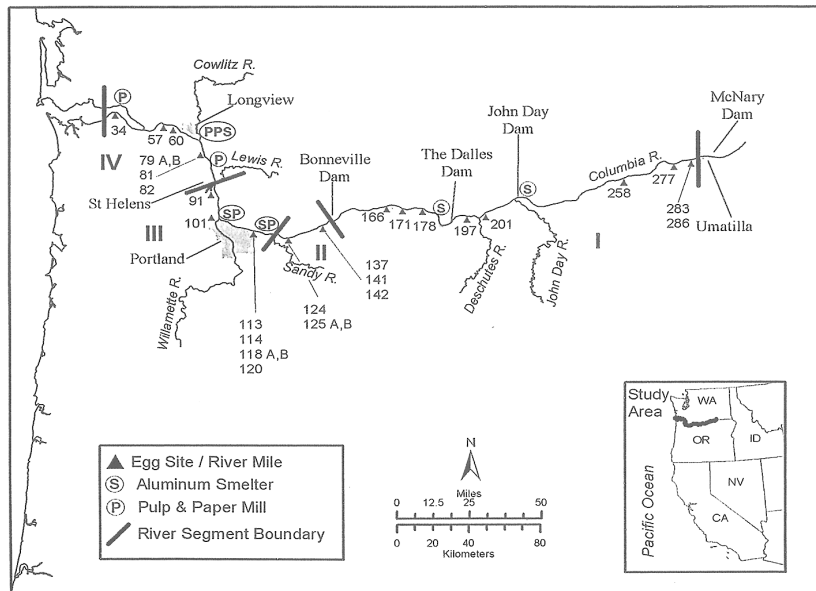 Cowlitz R.
Longview
P
34
57
60
PPS
IV
79 A,B
81
82
P
Lewis R.
St Helens
91
III
101
SP
SP
Portland
Willamette R.
113
114
118 A,B
120
Sandy R.
II
124
125 A,B
Bonneville
Dam
137
141
142
166
171
178
The Dalles
Dam
S
197
201
Deschutes R.
John Day
Dam
S
John Day R.
I
Columbia R.
258
277
283
286
McNary
Dam
Umatilla
Egg Site / River Mile
S
Aluminum Smelter
P
Pulp & Paper Mill
River Segment Boundary
N
Miles
0 12.5 25 50
0 20 40 60 80
Kilometers
Study
Area
WA
OR
ID
NV
CA
Pacific Ocean